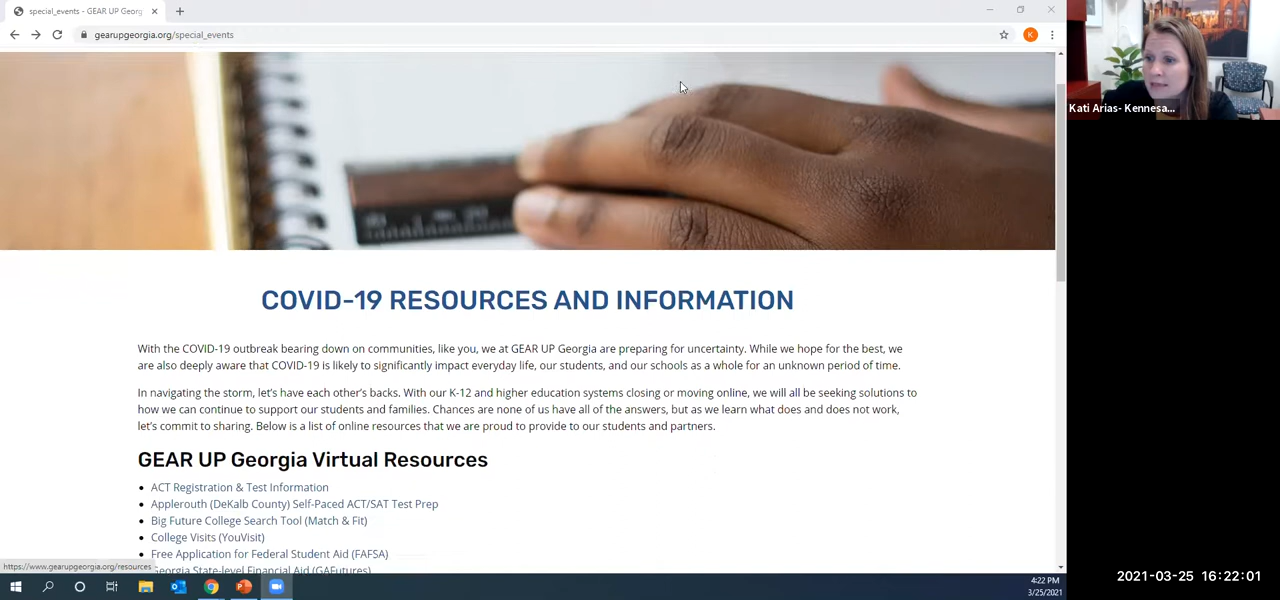 special_events - GEAR UP Georg
gearupgeorgia.org/special_events
K
Kati Arias- Kennesa...
COVID-19 RESOURCES AND INFORMATION
With the COVID-19 outbreak bearing down on communities, like you, we at GEAR UP Georgia are preparing for uncertainty. While we hope for the best, we
are also deeply aware that COVID-19 is likely to significantly impact everyday life, our students, and our schools as a whole for an unknown period of time.
In navigating the storm, let's have each other's backs. With our K-12 and higher education systems closing or moving online, we will all be seeking solutions to
how we can continue to support our students and families. Chances are none of us have all of the answers, but as we learn what does and does not work,
let's commit to sharing. Below is a list of online resources that we are proud to provide to our students and partners.
GEAR UP Georgia Virtual Resources
ACT Registration & Test Information
Applerouth (DeKalb County) Self-Paced ACT/SAT Test Prep
Big Future College Search Tool (Match & Fit)
College Visits (YouVisit)
Free Application for Federal Student Aid (FAFSA)
Georgia State-level Financial Aid (GAFutures)
https://www.gearupgeorgia.org/resources
4:22 PM
3/25/2021
2021-03-25 16:22:01